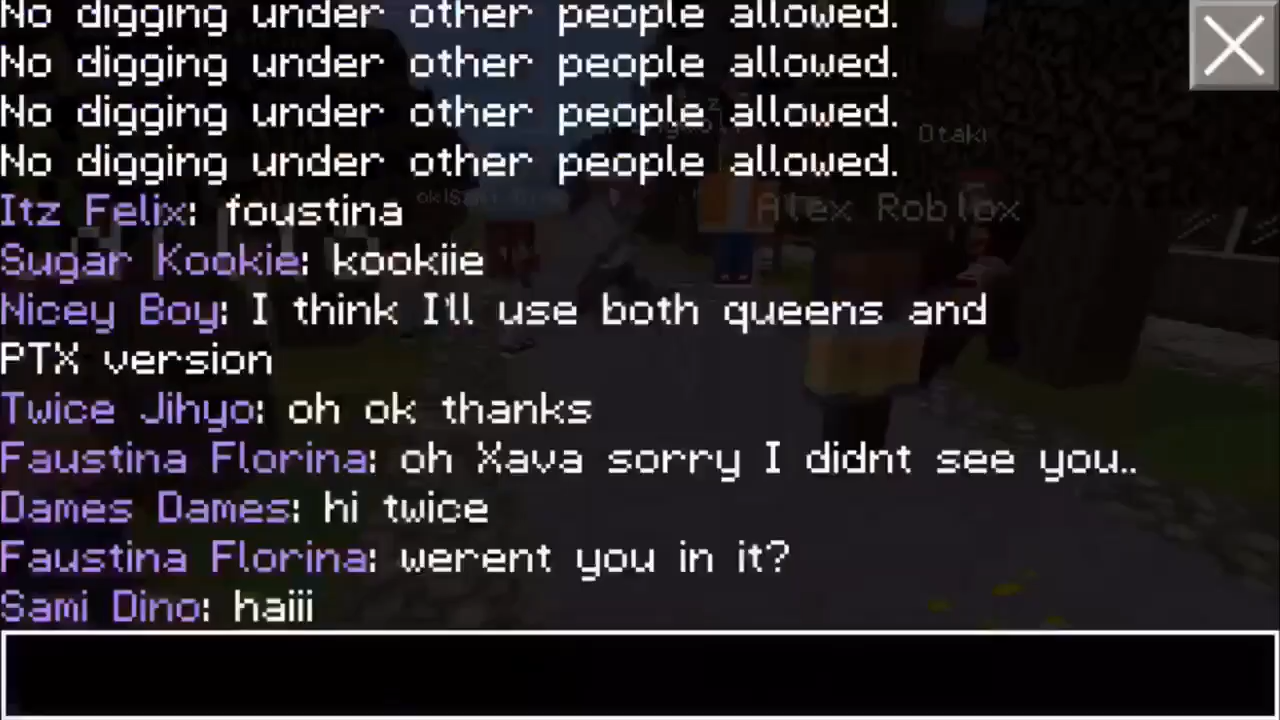 No digging under other people allowed.
No digging under other people allowed.
No digging under other people allowed.
No digging under other people allowed.
Otaki
Alex Roblox
Itz Felix: foustina
Sugar Kookie: kookiie
Nicey Boy: I think I'll use both queens and
PTX version
Twice Jihyo: oh ok thanks
Faustina Florina: oh Xava sorry I didnt see you..
Dames Dames: hi twice
Faustina Florina: werent you in it?
Sami Dino: haiii